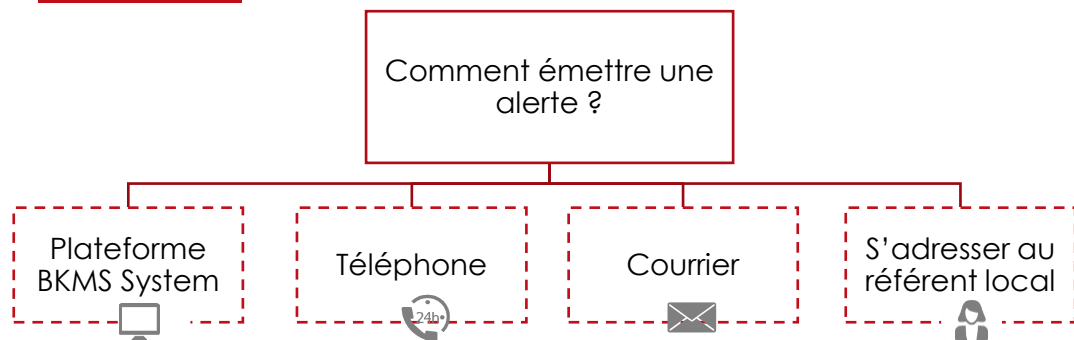 Comment émettre une
alerte ?
Plateforme
BKMS System
Téléphone
24h
Courrier
S’adresser au
référent local